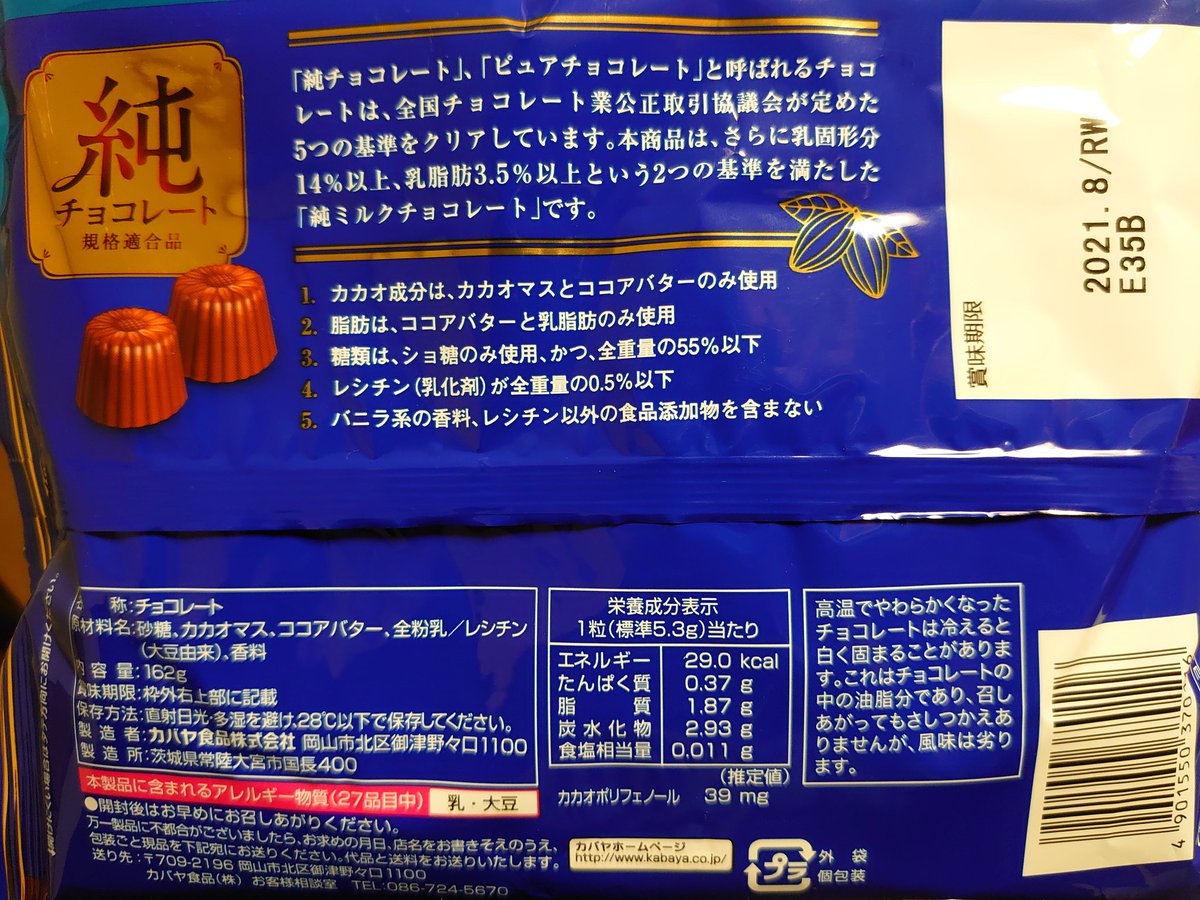 純
チョコレート
規格適合品
「純チョコレート」、「ピュアチョコレート」と呼ばれるチョコ
レートは、全国チョコレート業公正取引協議会が定めた
5つの基準をクリアしています。本商品は、さらに乳固形分
14%以上、乳脂肪3.5%以上という2つの基準を満たした
「純ミルクチョコレート」です。
1. カカオ成分は、カカオマスとココアバターのみ使用
2. 脂肪は、ココアバターと乳脂肪のみ使用
3. 糖類は、ショ糖のみ使用、かつ、全重量の55%以下
4. レシチン(乳化剤)が全重量の0.5%以下
5. バニラ系の香料、レシチン以外の食品添加物を含まない
賞味期限
2021. 8/RW
E35B
称:チョコレート
原材料名:砂糖、カカオマス、ココアバター、全粉乳/レシチン
(大豆由来)、香料
内容量:162g
賞味期限:枠外右上部に記載
保存方法:直射日光・多湿を避け、28℃以下で保存してください。
製造者:カバヤ食品株式会社 岡山市北区御津野々口1100
製造所:茨城県常陸大宮市国長400
本製品に含まれるアレルギー物質(27品目中) 乳・大豆
●開封後はお早めにお召しあがりください。
万一製品に不都合がございましたら、お求めの月日、店名をお書きそえのうえ、
包装ごと現品を下記宛にお送りください。代品と送料をお送りいたします。
送り先:〒709-2196 岡山市北区御津野々口1100
カバヤ食品(株) お客様相談室 TEL:086-724-5670
栄養成分表示
1粒(標準5.3g)当たり
エネルギー 29.0 kcal
たんぱく質 0.37 g
脂質 1.87 g
炭水化物 2.93 g
食塩相当量 0.011 g
(推定値)
カカオポリフェノール 39 mg
カバヤホームページ
http://www.kabaya.co.jp/
プラ
外袋
個包装
高温でやわらかくなった
チョコレートは冷えると
白く固まることがありま
す。これはチョコレートの
中の油脂分であり、召し
あがってもさしつかえあ
りませんが、風味は劣り
ます。